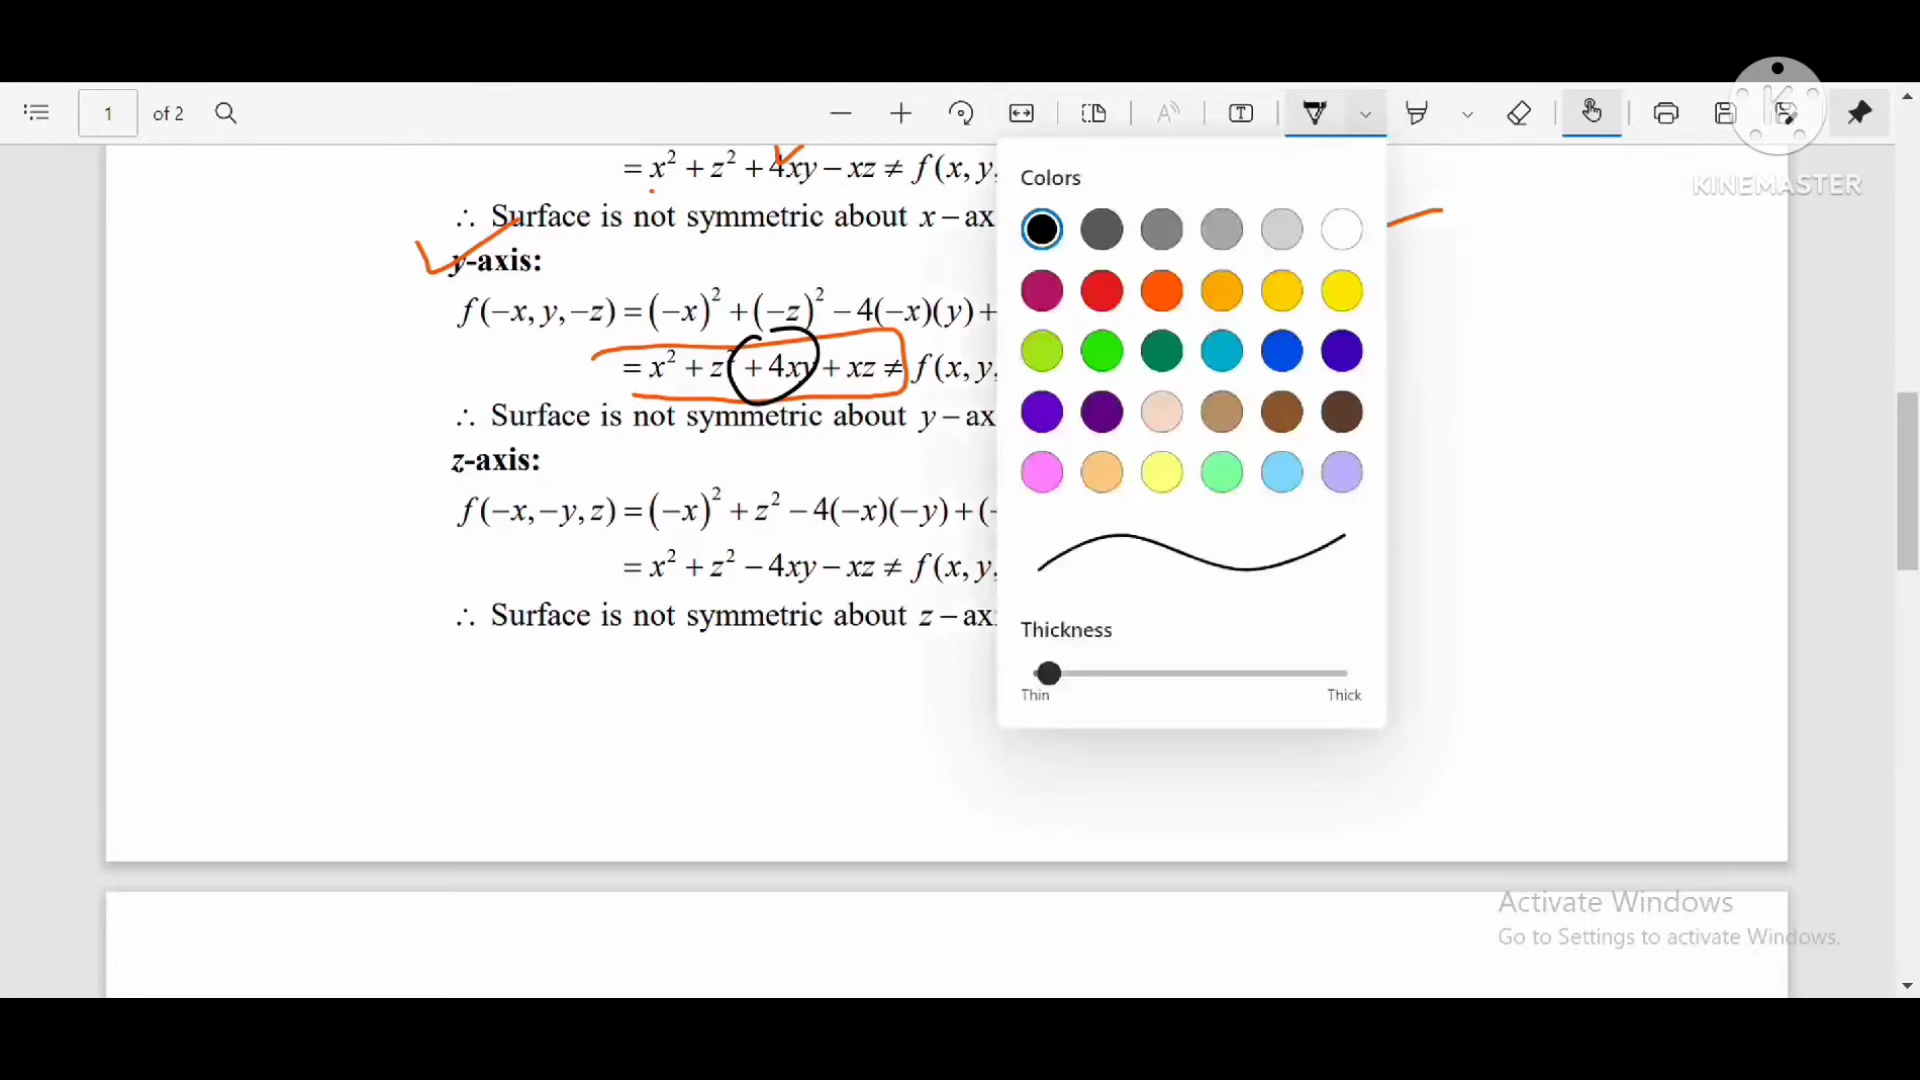 1 of 2
KINEMASTER
= x² + z² + 4xy − xz ≠ f(x, y,
∴ Surface is not symmetric about x − ax
y-axis:
f(−x, y, −z) = (−x)² + (−z)² − 4(−x)(y) +
= x² + z² + 4xy + xz ≠ f(x, y,
∴ Surface is not symmetric about y − ax
z-axis:
f(−x, −y, z) = (−x)² + z² − 4(−x)(−y) + (−
= x² + z² − 4xy − xz ≠ f(x, y,
∴ Surface is not symmetric about z − axi
Colors
Thickness
Thin Thick
Activate Windows
Go to Settings to activate Windows.